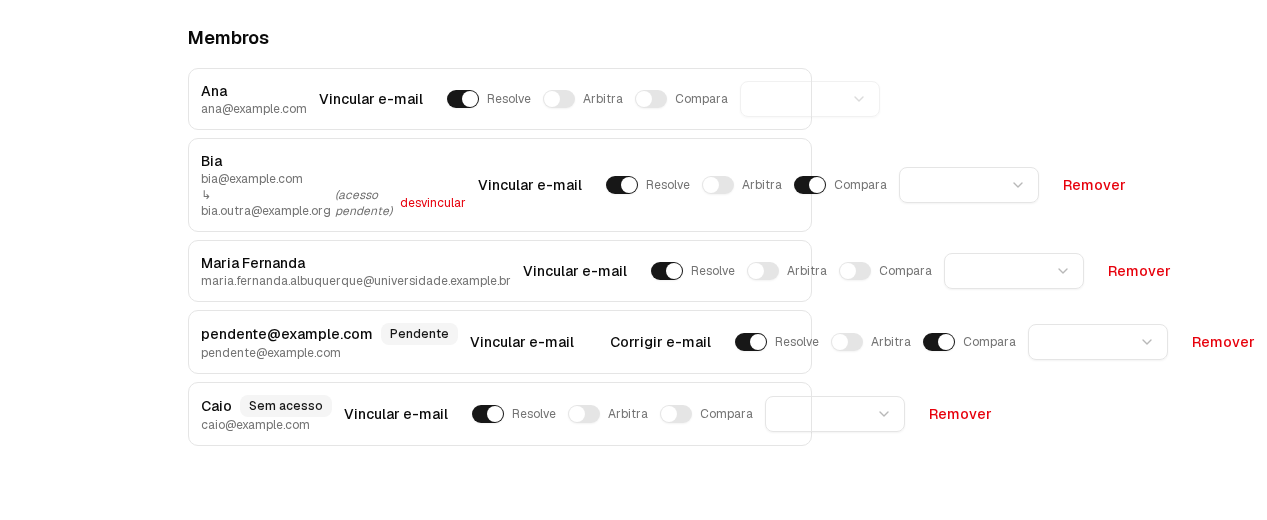 Membros
Ana
ana@example.com
Vincular e-mail Resolve Arbitra Compara
Bia
bia@example.com
↳
bia.outra@example.org (acesso pendente) desvincular
Vincular e-mail Resolve Arbitra Compara Remover
Maria Fernanda
maria.fernanda.albuquerque@universidade.example.br
Vincular e-mail Resolve Arbitra Compara Remover
pendente@example.com Pendente
pendente@example.com
Vincular e-mail Corrigir e-mail Resolve Arbitra Compara Remover
Caio Sem acesso
caio@example.com
Vincular e-mail Resolve Arbitra Compara Remover